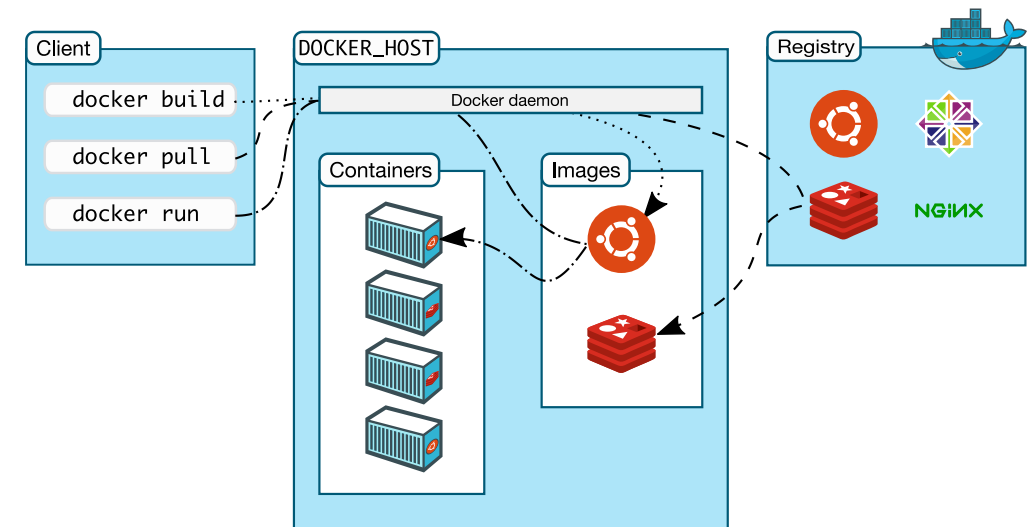 Client
docker build
docker pull
docker run
DOCKER_HOST
Docker daemon
Containers
Images
Registry
NGINX